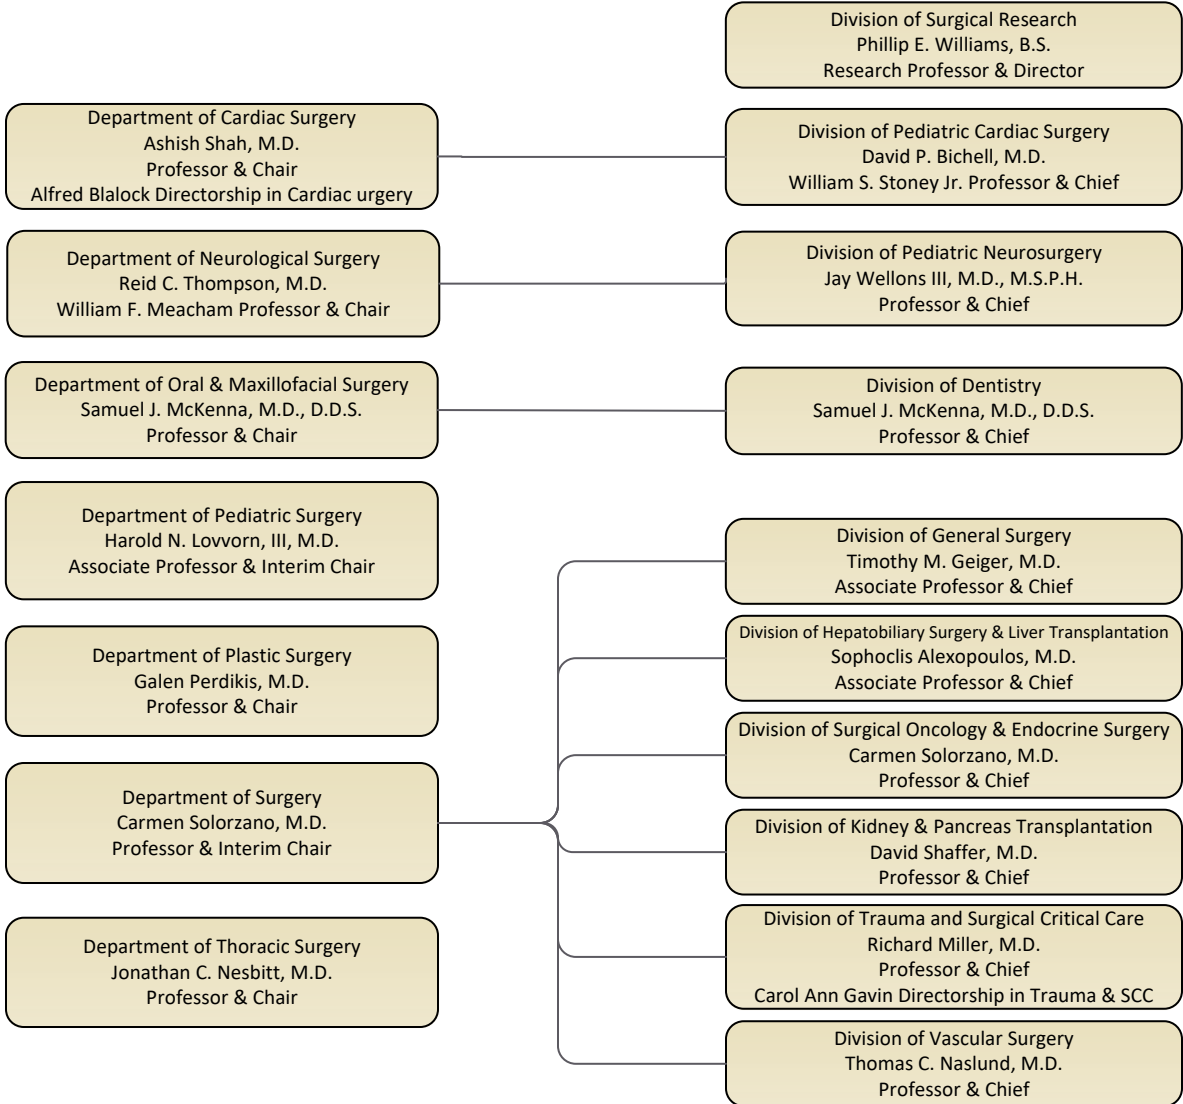 Division of Surgical Research
Phillip E. Williams, B.S.
Research Professor & Director
Department of Cardiac Surgery
Ashish Shah, M.D.
Professor & Chair
Alfred Blalock Directorship in Cardiac urgery
Division of Pediatric Cardiac Surgery
David P. Bichell, M.D.
William S. Stoney Jr. Professor & Chief
Department of Neurological Surgery
Reid C. Thompson, M.D.
William F. Meacham Professor & Chair
Division of Pediatric Neurosurgery
Jay Wellons III, M.D., M.S.P.H.
Professor & Chief
Department of Oral & Maxillofacial Surgery
Samuel J. McKenna, M.D., D.D.S.
Professor & Chair
Division of Dentistry
Samuel J. McKenna, M.D., D.D.S.
Professor & Chief
Department of Pediatric Surgery
Harold N. Lovvorn, III, M.D.
Associate Professor & Interim Chair
Department of Plastic Surgery
Galen Perdikis, M.D.
Professor & Chair
Department of Surgery
Carmen Solorzano, M.D.
Professor & Interim Chair
Division of General Surgery
Timothy M. Geiger, M.D.
Associate Professor & Chief
Division of Hepatobiliary Surgery & Liver Transplantation
Sophoclis Alexopoulos, M.D.
Associate Professor & Chief
Division of Surgical Oncology & Endocrine Surgery
Carmen Solorzano, M.D.
Professor & Chief
Division of Kidney & Pancreas Transplantation
David Shaffer, M.D.
Professor & Chief
Division of Trauma and Surgical Critical Care
Richard Miller, M.D.
Professor & Chief
Carol Ann Gavin Directorship in Trauma & SCC
Division of Vascular Surgery
Thomas C. Naslund, M.D.
Professor & Chief
Department of Thoracic Surgery
Jonathan C. Nesbitt, M.D.
Professor & Chair